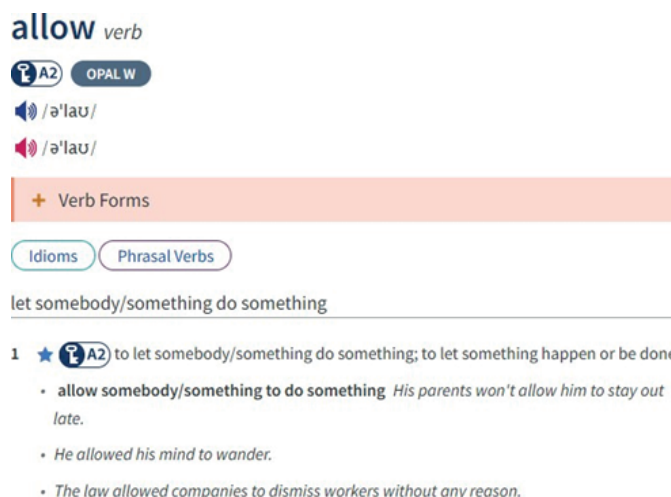 allow verb
A2 OPAL W
/əˈlaʊ/
/əˈlaʊ/
+ Verb Forms
Idioms Phrasal Verbs
let somebody/something do something
1 A2 to let somebody/something do something; to let something happen or be done
• allow somebody/something to do something His parents won't allow him to stay out
late.
• He allowed his mind to wander.
• The law allowed companies to dismiss workers without any reason.